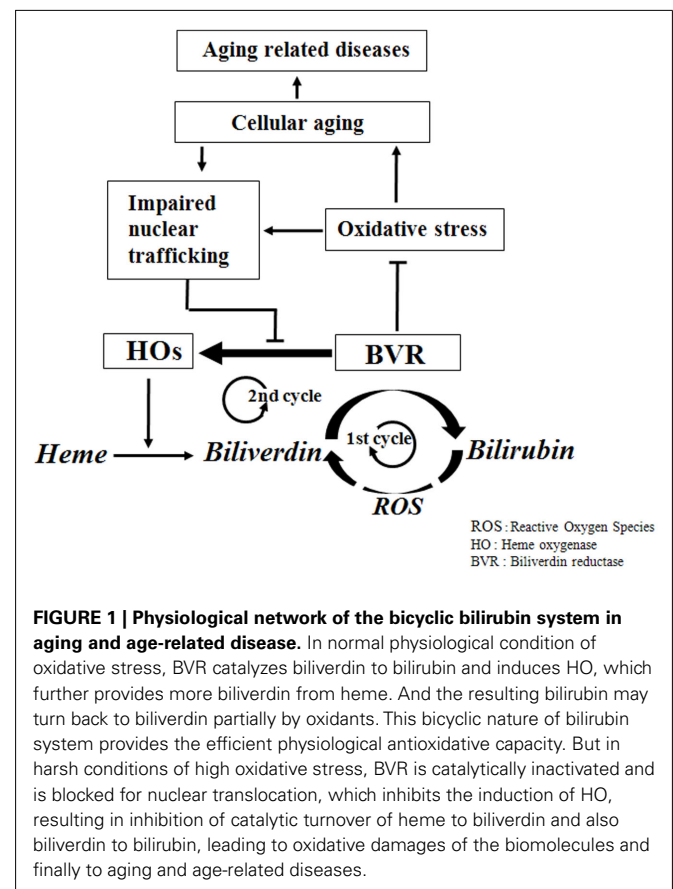 Aging related diseases
Cellular aging
Impaired
nuclear
trafficking
Oxidative stress
HOs
BVR
2nd cycle
1st cycle
Heme
Biliverdin
Bilirubin
ROS
ROS : Reactive Oxygen Species
HO : Heme oxygenase
BVR : Biliverdin reductase
FIGURE 1 | Physiological network of the bicyclic bilirubin system in
aging and age-related disease. In normal physiological condition of
oxidative stress, BVR catalyzes biliverdin to bilirubin and induces HO, which
further provides more biliverdin from heme. And the resulting bilirubin may
turn back to biliverdin partially by oxidants. This bicyclic nature of bilirubin
system provides the efficient physiological antioxidative capacity. But in
harsh conditions of high oxidative stress, BVR is catalytically inactivated and
is blocked for nuclear translocation, which inhibits the induction of HO,
resulting in inhibition of catalytic turnover of heme to biliverdin and also
biliverdin to bilirubin, leading to oxidative damages of the biomolecules and
finally to aging and age-related diseases.